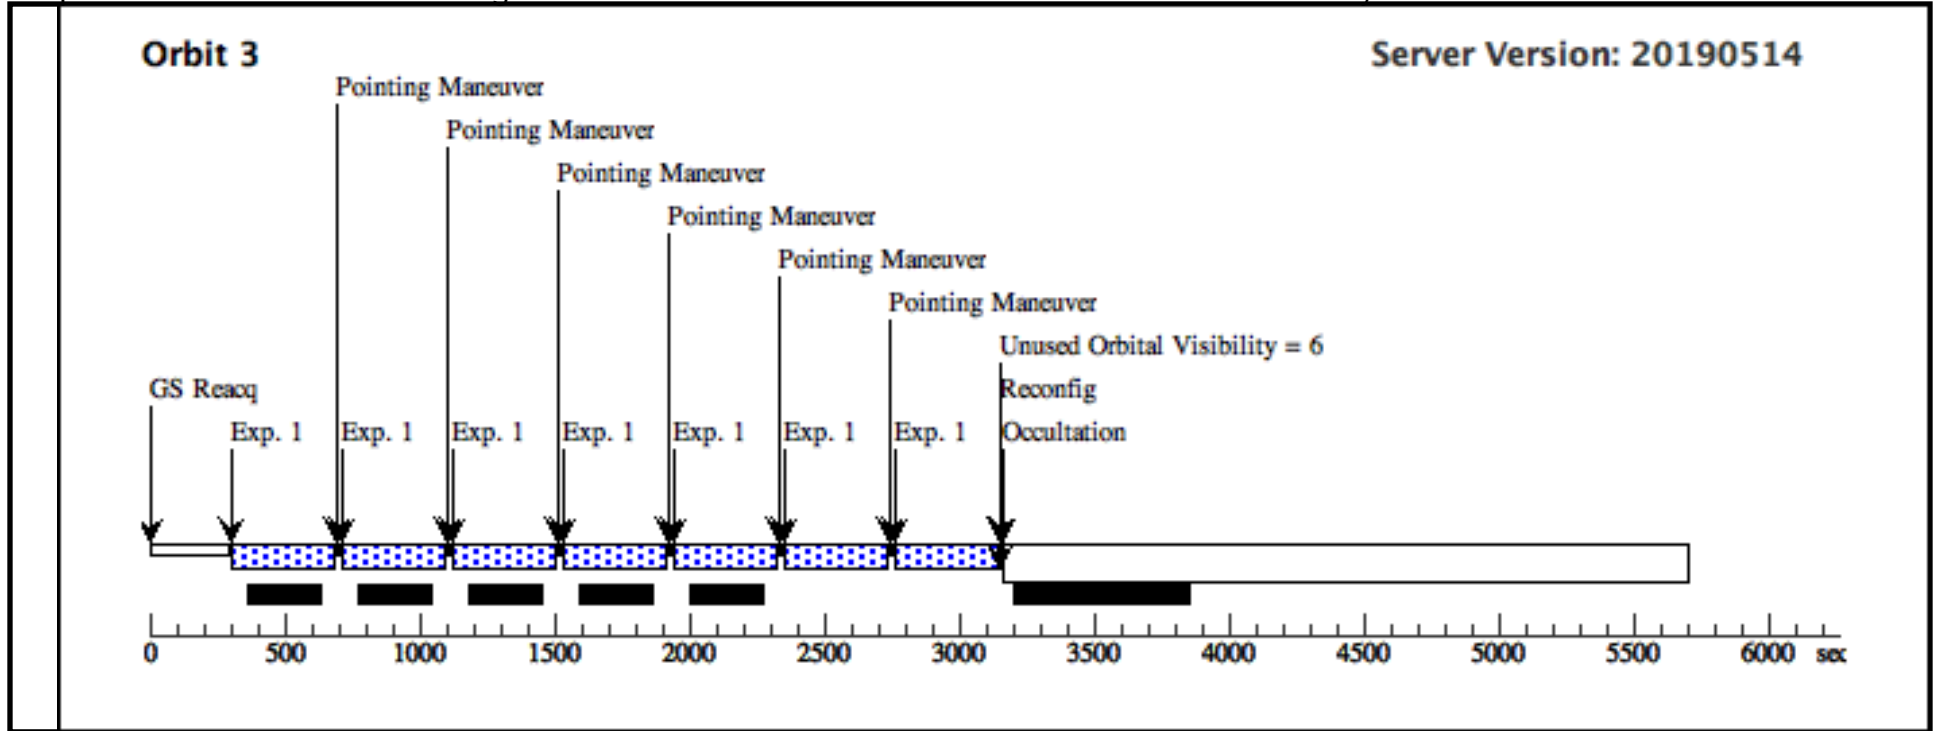 Orbit 3 Server Version: 20190514
Pointing Maneuver
Pointing Maneuver
Pointing Maneuver
Pointing Maneuver
Pointing Maneuver
Pointing Maneuver
Unused Orbital Visibility = 6
GS Reacq Reconfig
Exp. 1 Exp. 1 Exp. 1 Exp. 1 Exp. 1 Exp. 1 Exp. 1 Occultation
0 500 1000 1500 2000 2500 3000 3500 4000 4500 5000 5500 6000 sec